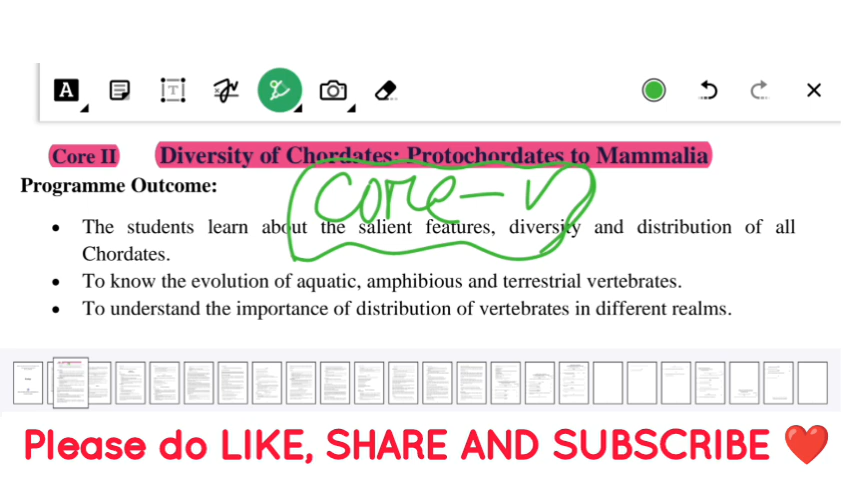 Core II Diversity of Chordates: Protochordates to Mammalia
Programme Outcome:
core-v
• The students learn about the salient features, diversity and distribution of all
Chordates.
• To know the evolution of aquatic, amphibious and terrestrial vertebrates.
• To understand the importance of distribution of vertebrates in different realms.
Please do LIKE, SHARE AND SUBSCRIBE ❤️